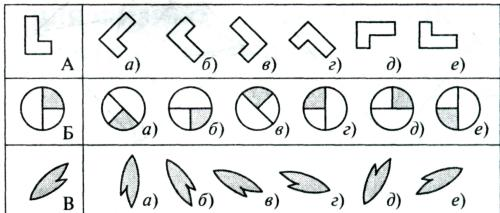 А а) б) в) г) д) е)
Б а) б) в) г) д) е)
В а) б) в) г) д) е)